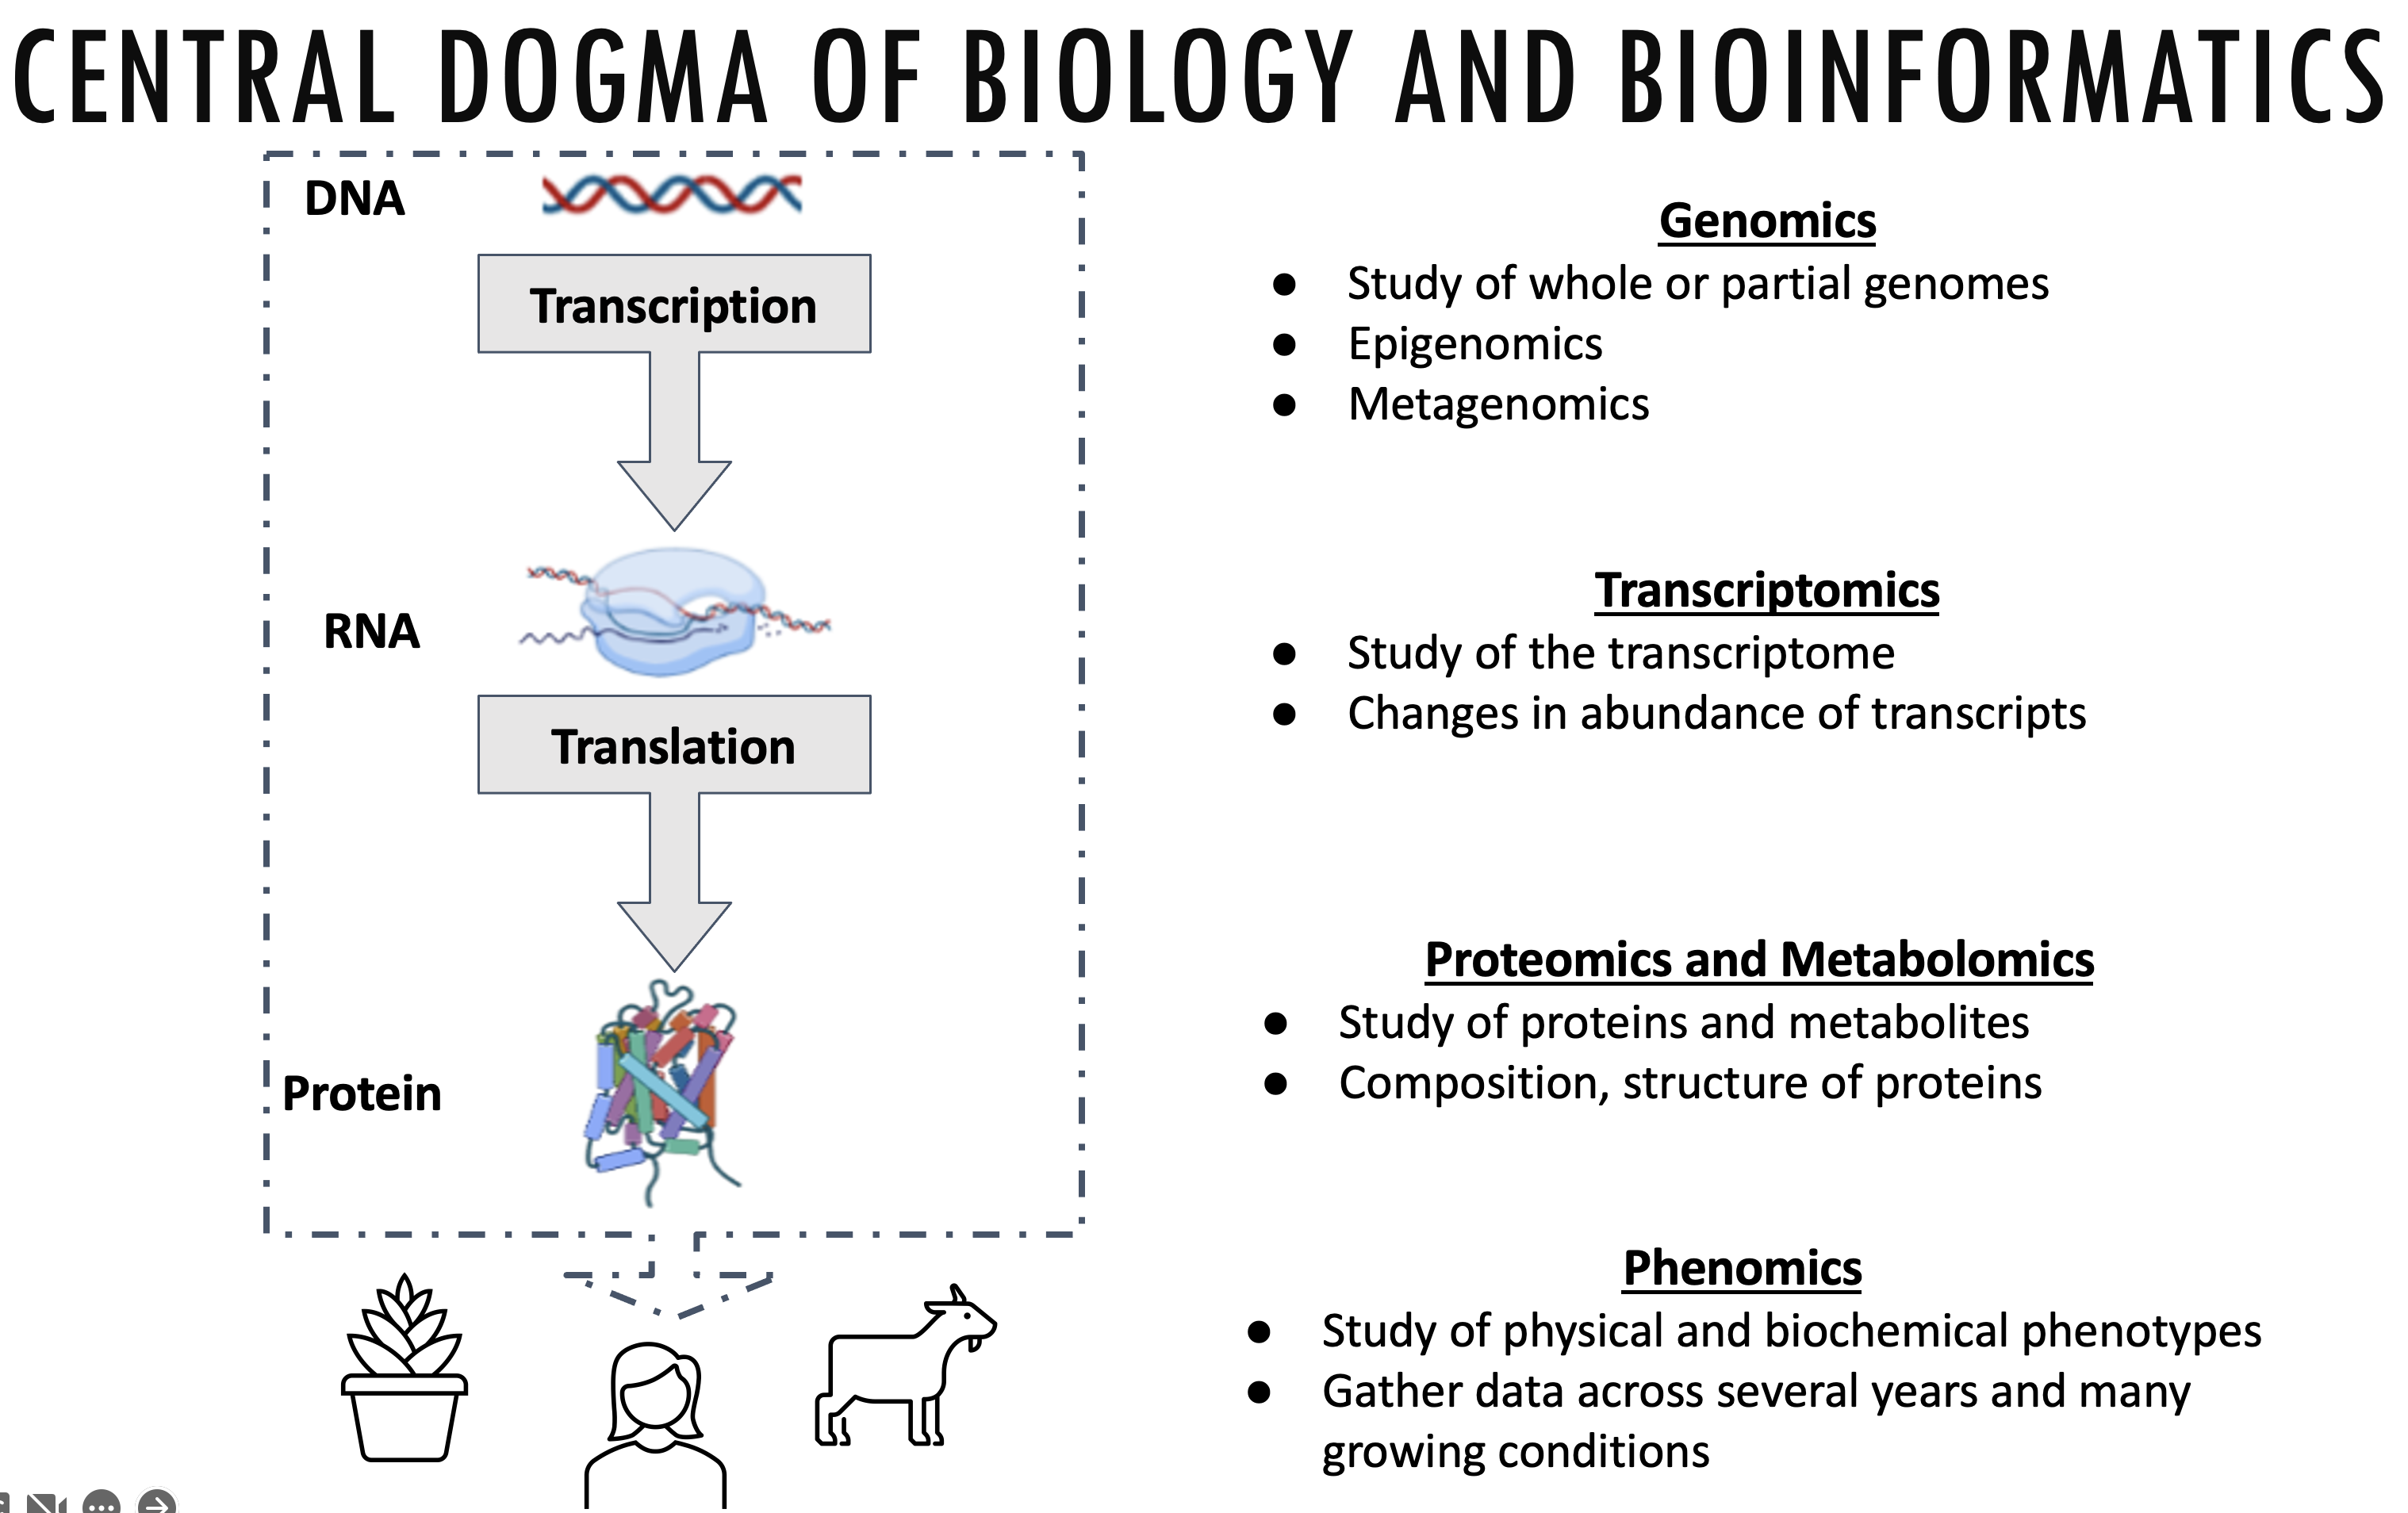 CENTRAL DOGMA OF BIOLOGY AND BIOINFORMATICS
DNA
Transcription
RNA
Translation
Protein
Genomics
● Study of whole or partial genomes
● Epigenomics
● Metagenomics
Transcriptomics
● Study of the transcriptome
● Changes in abundance of transcripts
Proteomics and Metabolomics
● Study of proteins and metabolites
● Composition, structure of proteins
Phenomics
● Study of physical and biochemical phenotypes
● Gather data across several years and many
growing conditions